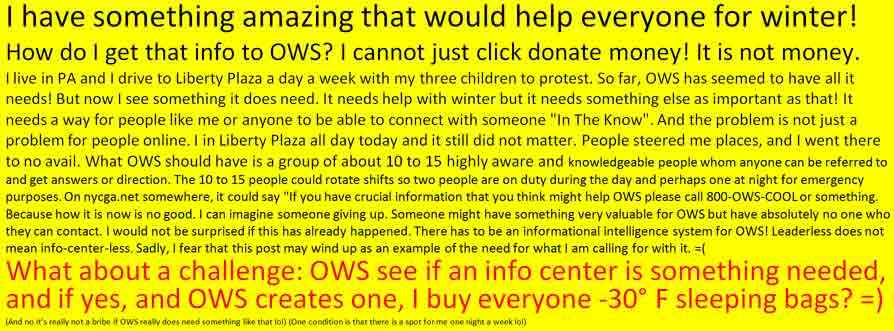 I have something amazing that would help everyone for winter!
How do I get that info to OWS? I cannot just click donate money! It is not money.
I live in PA and I drive to Liberty Plaza a day a week with my three children to protest. So far, OWS has seemed to have all it
needs! But now I see something it does need. It needs help with winter but it needs something else as important as that! It
needs a way for people like me or anyone to be able to connect with someone "In The Know". And the problem is not just a
problem for people online. I in Liberty Plaza all day today and it still did not matter. People steered me places, and I went there
to no avail. What OWS should have is a group of about 10 to 15 highly aware and knowledgeable people whom anyone can be referred to
and get answers or direction. The 10 to 15 people could rotate shifts so two people are on duty during the day and perhaps one at night for emergency
purposes. On nycga.net somewhere, it could say "If you have crucial information that you think might help OWS please call 800-OWS-COOL or something.
Because how it is now is no good. I can imagine someone giving up. Someone might have something very valuable for OWS but have absolutely no one who
they can contact. I would not be surprised if this has already happened. There has to be an informational intelligence system for OWS! Leaderless does not
mean info-center-less. Sadly, I fear that this post may wind up as an example of the need for what I am calling for with it. =(
What about a challenge: OWS see if an info center is something needed,
and if yes, and OWS creates one, I buy everyone -30° F sleeping bags? =)
(And no it's really not a bribe if OWS really does need something like that lol) (One condition is that there is a spot for me one night a week lol)